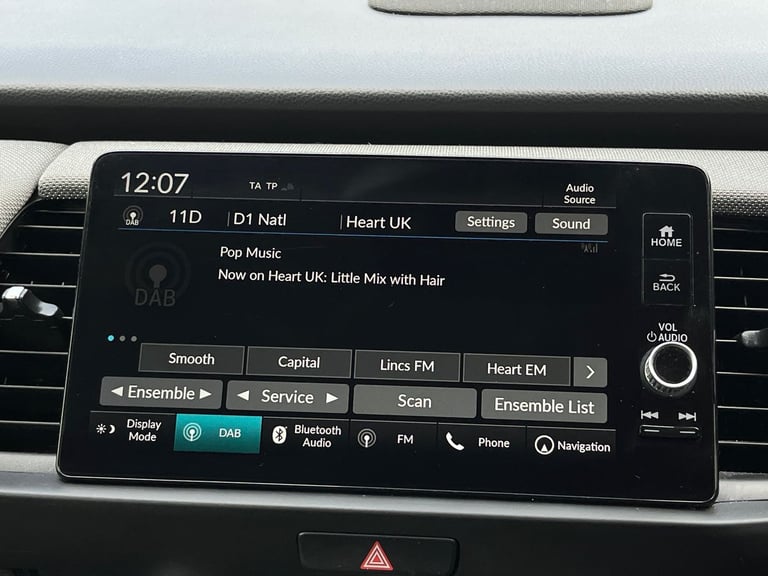 12:07
TA TP
Audio
Source
DAB
11D
D1 Natl
Heart UK
Settings
Sound
HOME
Pop Music
Now on Heart UK: Little Mix with Hair
DAB
BACK
VOL
AUDIO
Smooth
Capital
Lincs FM
Heart EM
Ensemble
Service
Scan
Ensemble List
Display
Mode
DAB
Bluetooth
Audio
FM
Phone
Navigation